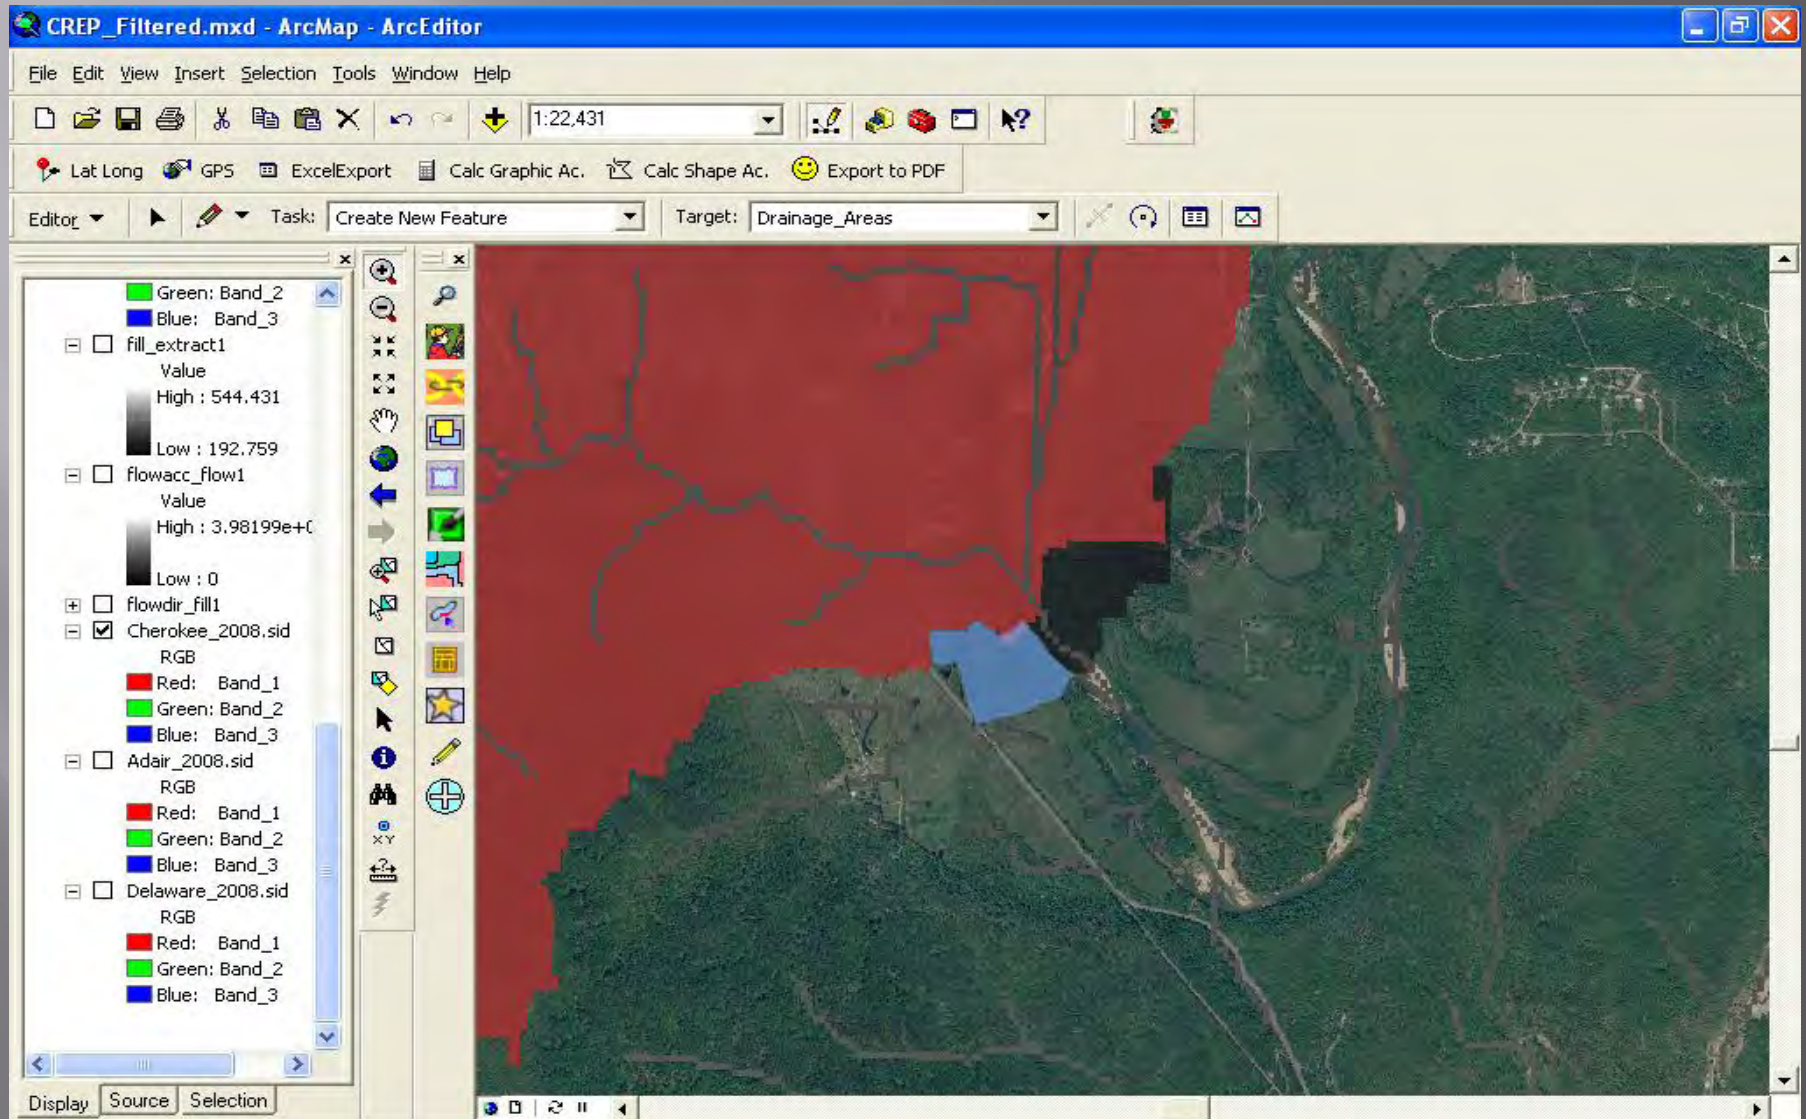 CREP_Filtered.mxd - ArcMap - ArcEditor
File Edit View Insert Selection Tools Window Help
1:22,431
Lat Long GPS ExcelExport Calc Graphic Ac. Calc Shape Ac. Export to PDF
Editor Task: Create New Feature Target: Drainage_Areas
Green: Band_2
Blue: Band_3
fill_extract1
Value
High : 544.431
Low : 192.759
flowacc_flow1
Value
High : 3.98199e+(
Low : 0
flowdir_fill1
Cherokee_2008.sid
RGB
Red: Band_1
Green: Band_2
Blue: Band_3
Adair_2008.sid
RGB
Red: Band_1
Green: Band_2
Blue: Band_3
Delaware_2008.sid
RGB
Red: Band_1
Green: Band_2
Blue: Band_3
XY
Display Source Selection